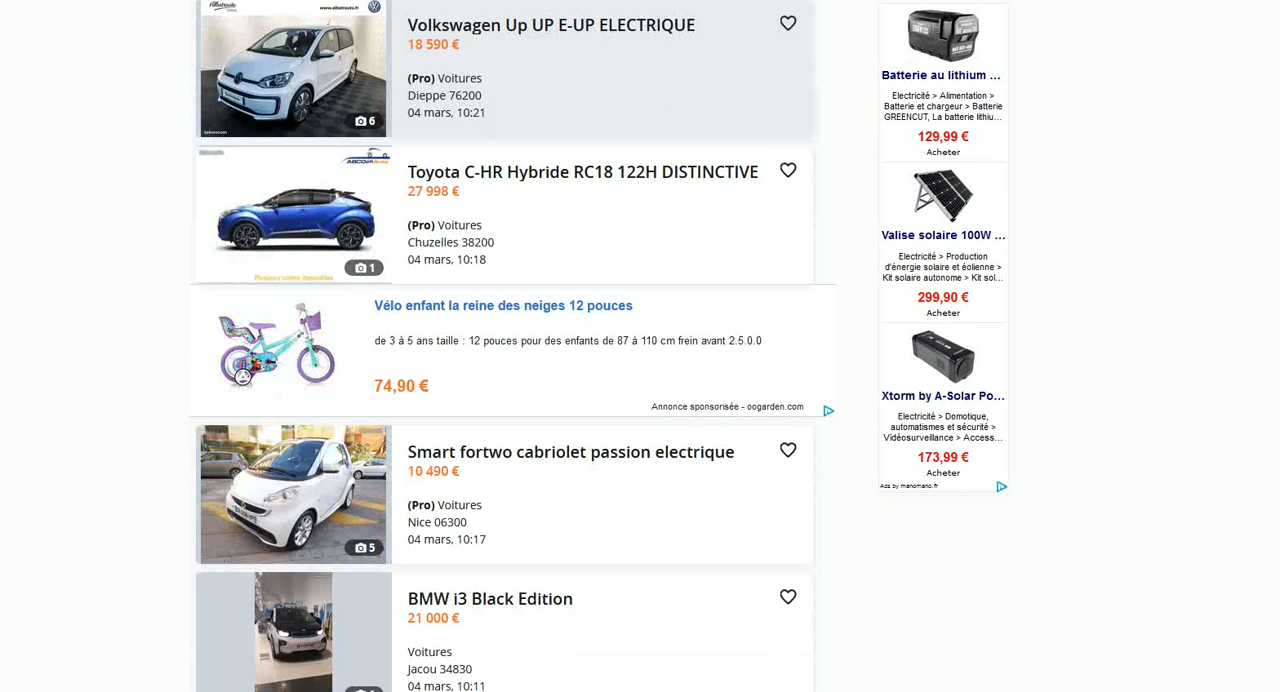 www.albatrauto.fr
Volkswagen Up UP E-UP ELECTRIQUE
18 590 €
(Pro) Voitures
Dieppe 76200
04 mars, 10:21
6
leboncoin
Toyota C-HR Hybride RC18 122H DISTINCTIVE
27 998 €
(Pro) Voitures
Chuzelles 38200
04 mars, 10:18
1
Plusieurs coloris disponibles
Vélo enfant la reine des neiges 12 pouces
de 3 à 5 ans taille : 12 pouces pour des enfants de 87 à 110 cm frein avant 2.5.0.0
74,90 €
Annonce sponsorisée - oogarden.com
Smart fortwo cabriolet passion electrique
10 490 €
(Pro) Voitures
Nice 06300
04 mars, 10:17
5
BMW i3 Black Edition
21 000 €
Voitures
Jacou 34830
04 mars, 10:11
Batterie au lithium ...
Electricité > Alimentation >
Batterie et chargeur > Batterie
GREENCUT, La batterie lithiu...
129,99 €
Acheter
Valise solaire 100W ...
Electricité > Production
d'énergie solaire et éolienne >
Kit solaire autonome > Kit sol...
299,90 €
Acheter
Xtorm by A-Solar Po...
Electricité > Domotique,
automatismes et sécurité >
Vidéosurveillance > Access...
173,99 €
Acheter
Ads by manomano.fr